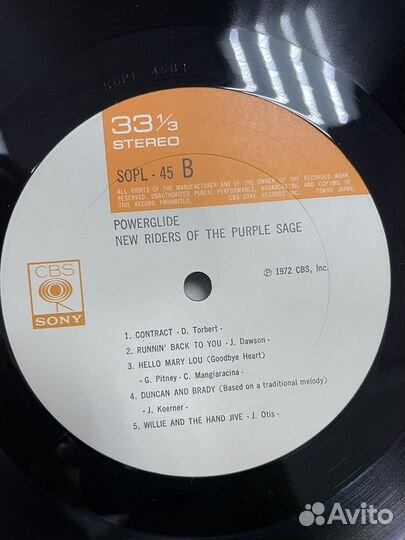 SOPL 45B1
33 1/3
STEREO
SOPL - 45 B
ALL RIGHTS OF THE MANUFACTURER AND OF THE OWNER OF THE RECORDED WORK
RESERVED. UNAUTHORIZED PUBLIC PERFORMANCE, BROADCASTING AND COPYING OF
THIS RECORD PROHIBITED. CBS/SONY RECORDS INC. TOKYO JAPAN.
POWERGLIDE
NEW RIDERS OF THE PURPLE SAGE
CBS
SONY
Ⓟ 1972 CBS, Inc.
1. CONTRACT - D. Torbert -
2. RUNNIN' BACK TO YOU - J. Dawson -
3. HELLO MARY LOU (Goodbye Heart)
- G. Pitney - C. Mangiaracina -
4. DUNCAN AND BRADY (Based on a traditional melody)
- J. Koerner -
5. WILLIE AND THE HAND JIVE - J. Otis -
Avito